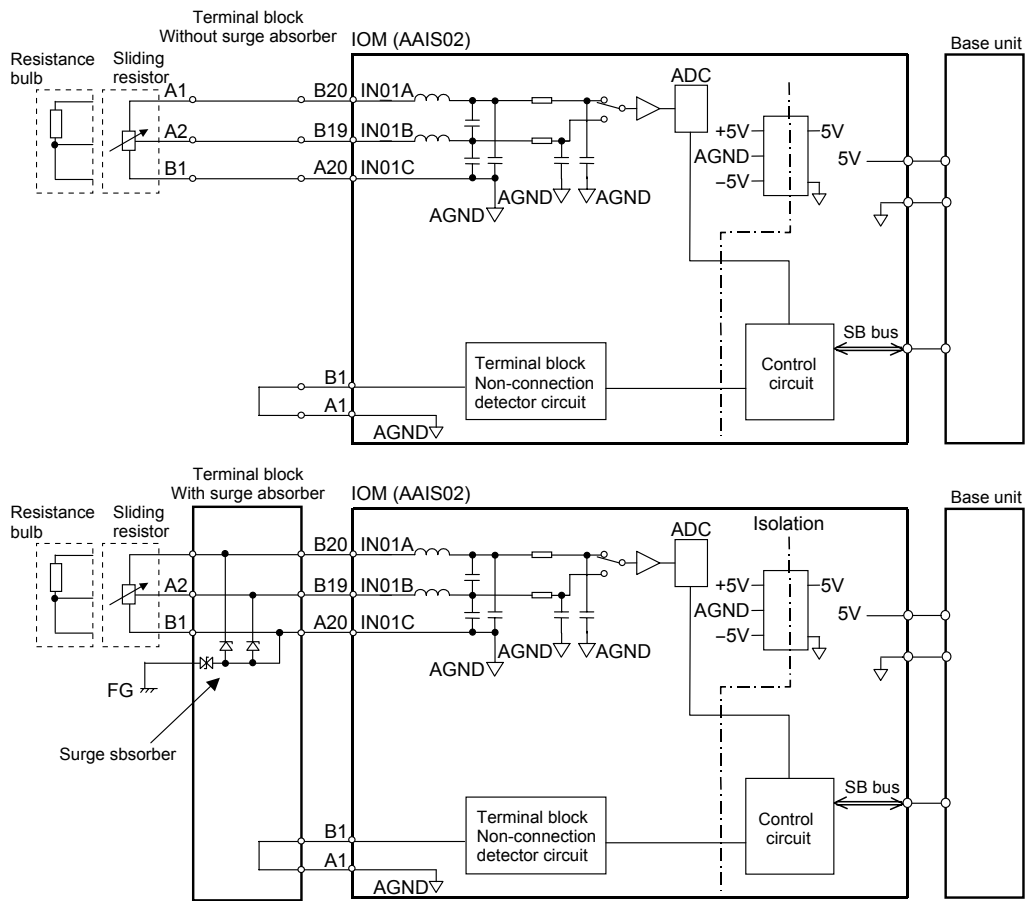 Terminal block
Without surge absorber
IOM (AAIS02)
Base unit
Resistance
bulb
Sliding
resistor
ADC
A1
B20
IN01A
A2
B19
IN01B
B1
A20
IN01C
AGND
AGND
AGND
+5V
AGND
–5V
5V
5V
SB bus
Terminal block
Non-connection
detector circuit
Control
circuit
B1
A1
AGND
Terminal block
With surge absorber
IOM (AAIS02)
Base unit
Resistance
bulb
Sliding
resistor
ADC
Isolation
B20
IN01A
A2
B19
IN01B
B1
A20
IN01C
AGND
AGND
AGND
+5V
AGND
–5V
5V
5V
FG
Surge sbsorber
SB bus
Terminal block
Non-connection
detector circuit
Control
circuit
B1
A1
AGND